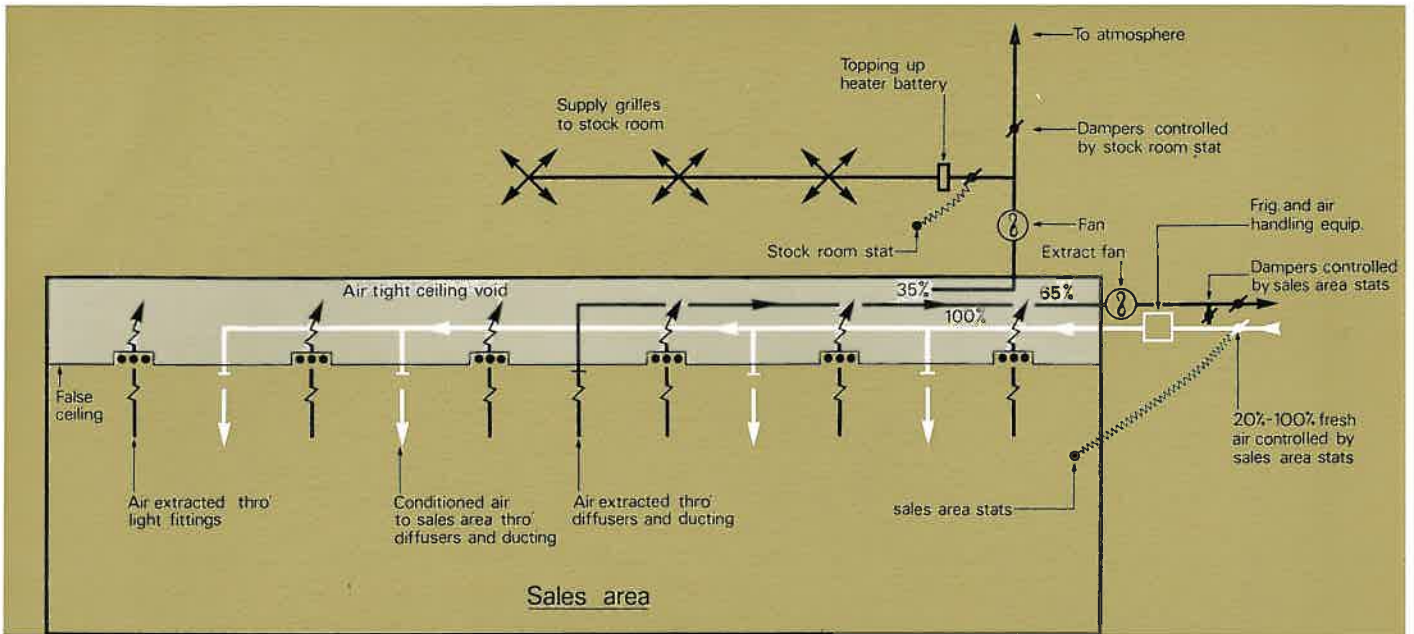 To atmosphere
Topping up
heater battery
Supply grilles
to stock room
Dampers controlled
by stock room stat
Frig. and air
handling equip.
Fan
Stock room stat
Extract fan
Dampers controlled
by sales area stats
Air tight ceiling void
35%
65%
100%
False
ceiling
20%-100% fresh
air controlled by
sales area stats
Air extracted thro'
light fittings
Conditioned air
to sales area thro'
diffusers and ducting
Air extracted thro'
diffusers and ducting
sales area stats
Sales area